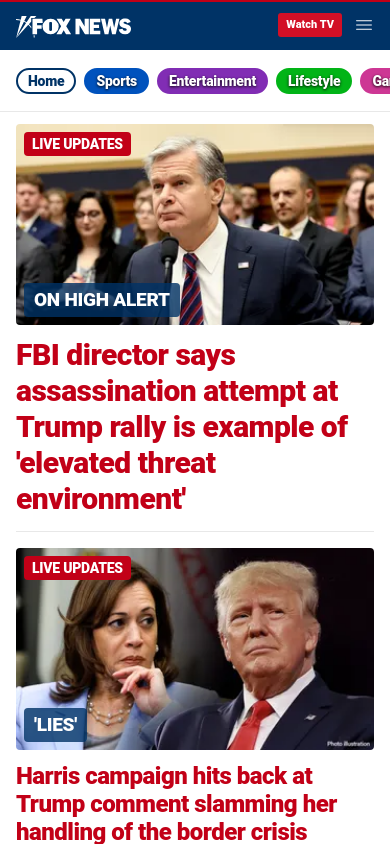 FOX NEWS
Watch TV
Home
Sports
Entertainment
Lifestyle
Ga
LIVE UPDATES
ON HIGH ALERT
FBI director says
assassination attempt at
Trump rally is example of
'elevated threat
environment'
LIVE UPDATES
'LIES'
Photo Illustration
Harris campaign hits back at
Trump comment slamming her
handling of the border crisis